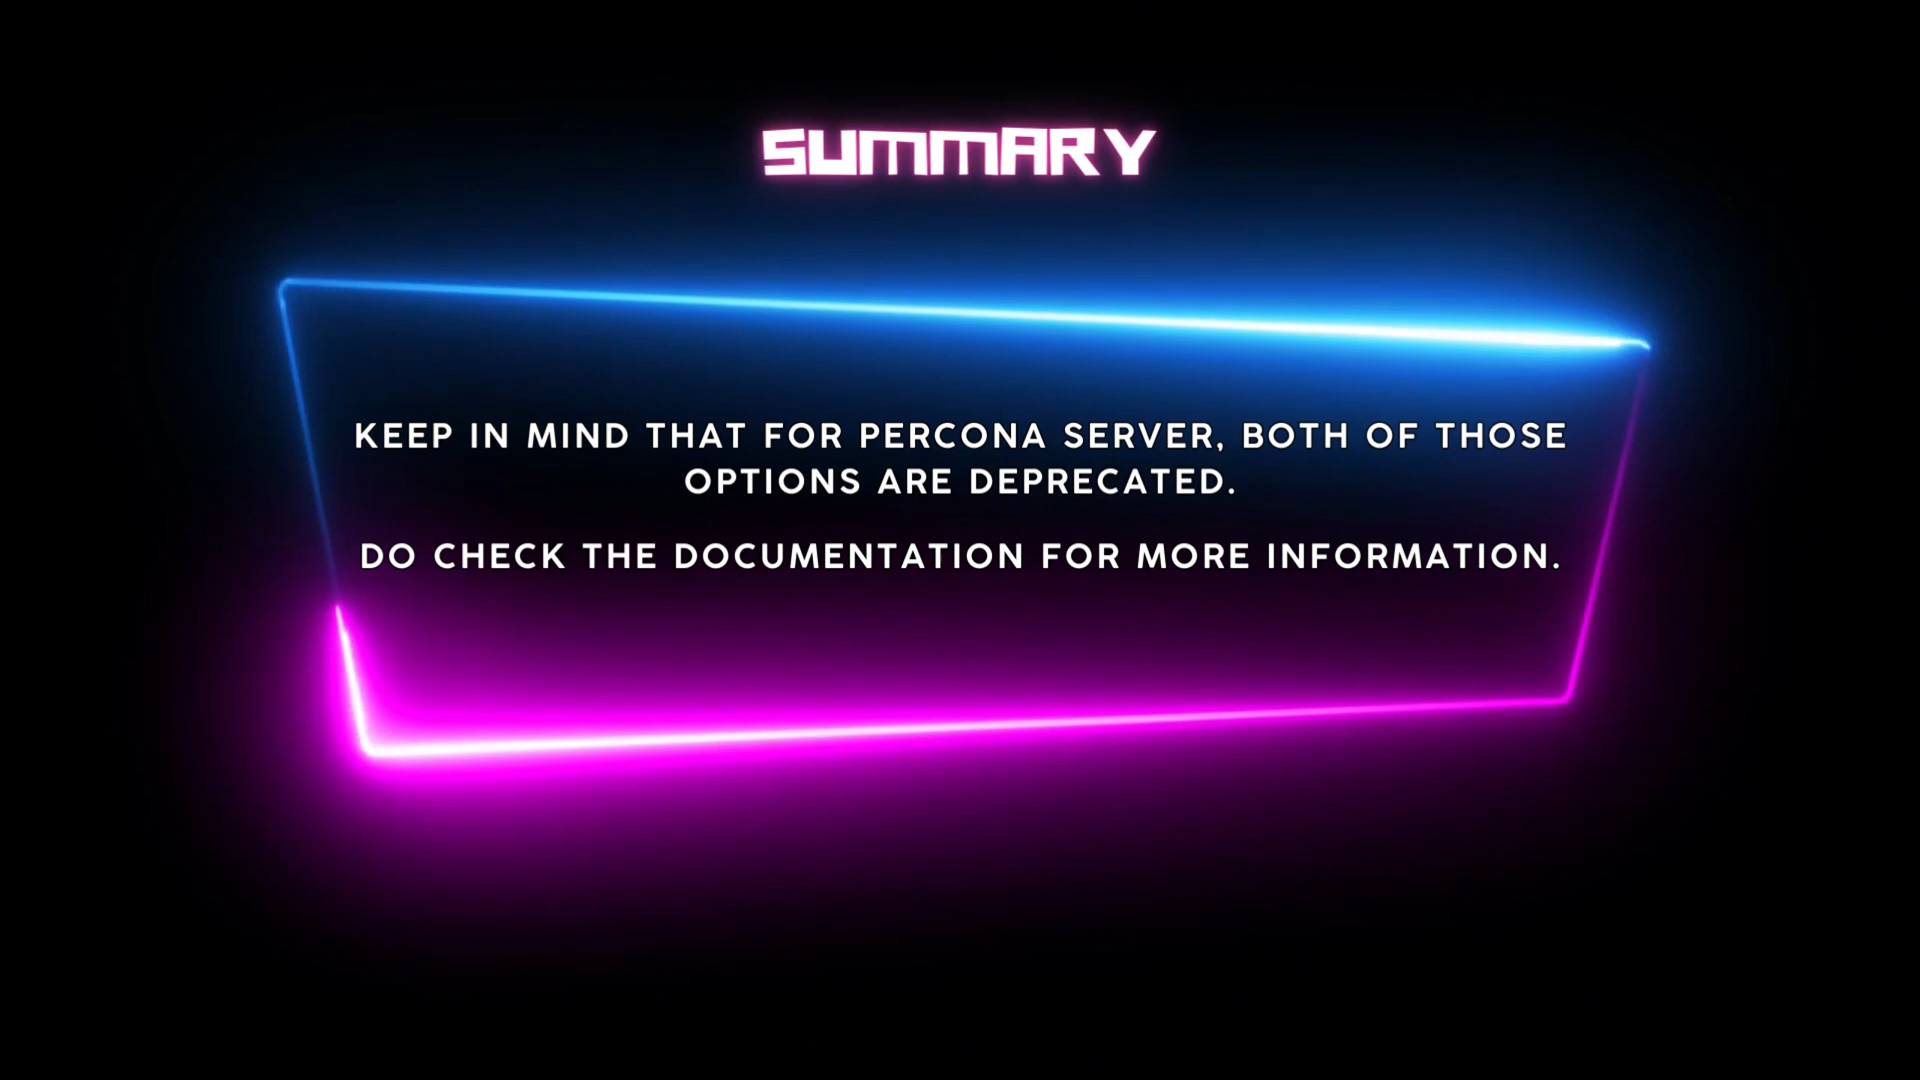 SUMMARY
KEEP IN MIND THAT FOR PERCONA SERVER, BOTH OF THOSE
OPTIONS ARE DEPRECATED.
DO CHECK THE DOCUMENTATION FOR MORE INFORMATION.